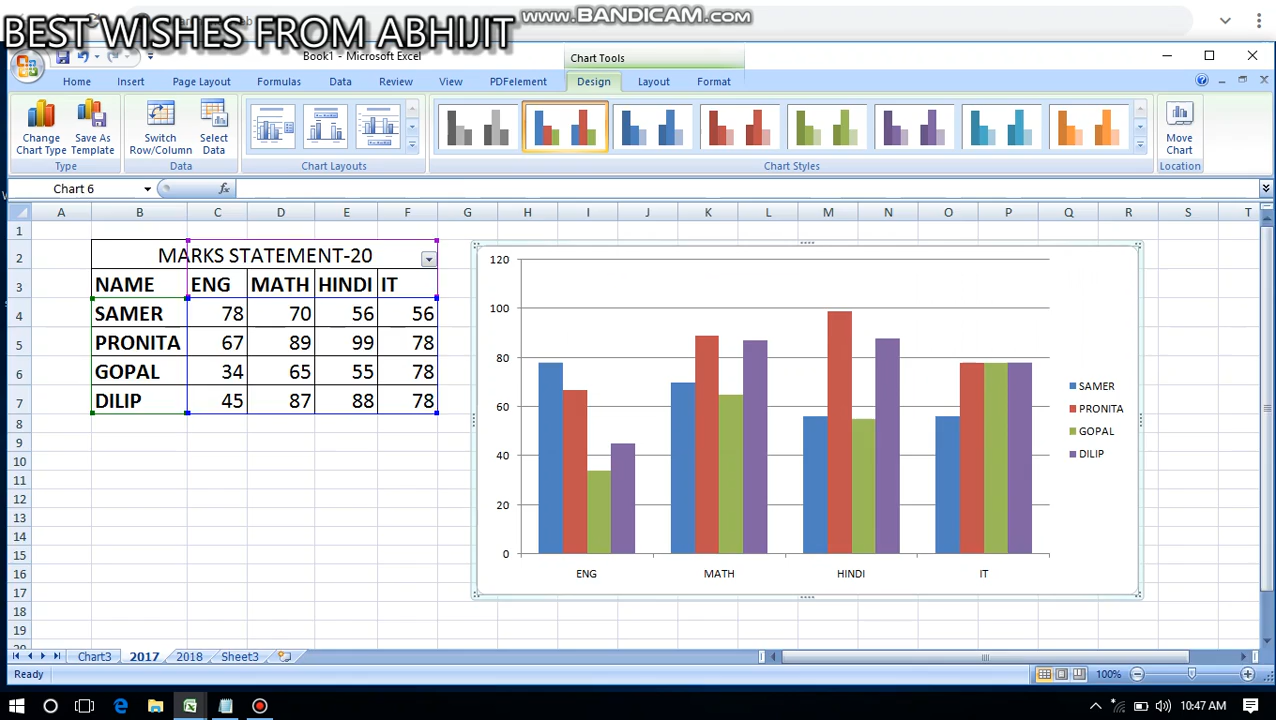 BEST WISHES FROM ABHIJIT
www.BANDICAM.com
Book1 - Microsoft Excel
Chart Tools
Home Insert Page Layout Formulas Data Review View PDFelement Design Layout Format
Change Chart Type
Save As Template
Switch Row/Column
Select Data
Move Chart
Type Data Chart Layouts Chart Styles Location
Chart 6 fx
A B C D E F G H I J K L M N O P Q R S T
1
2 MARKS STATEMENT-20
3 NAME ENG MATH HINDI IT
4 SAMER 78 70 56 56
5 PRONITA 67 89 99 78
6 GOPAL 34 65 55 78
7 DILIP 45 87 88 78
8
9
10
11
12
13
14
15
16
17
18
19
120
100
80
60
40
20
0
ENG MATH HINDI IT
SAMER
PRONITA
GOPAL
DILIP
Chart3 2017 2018 Sheet3
Ready 100%
10:47 AM